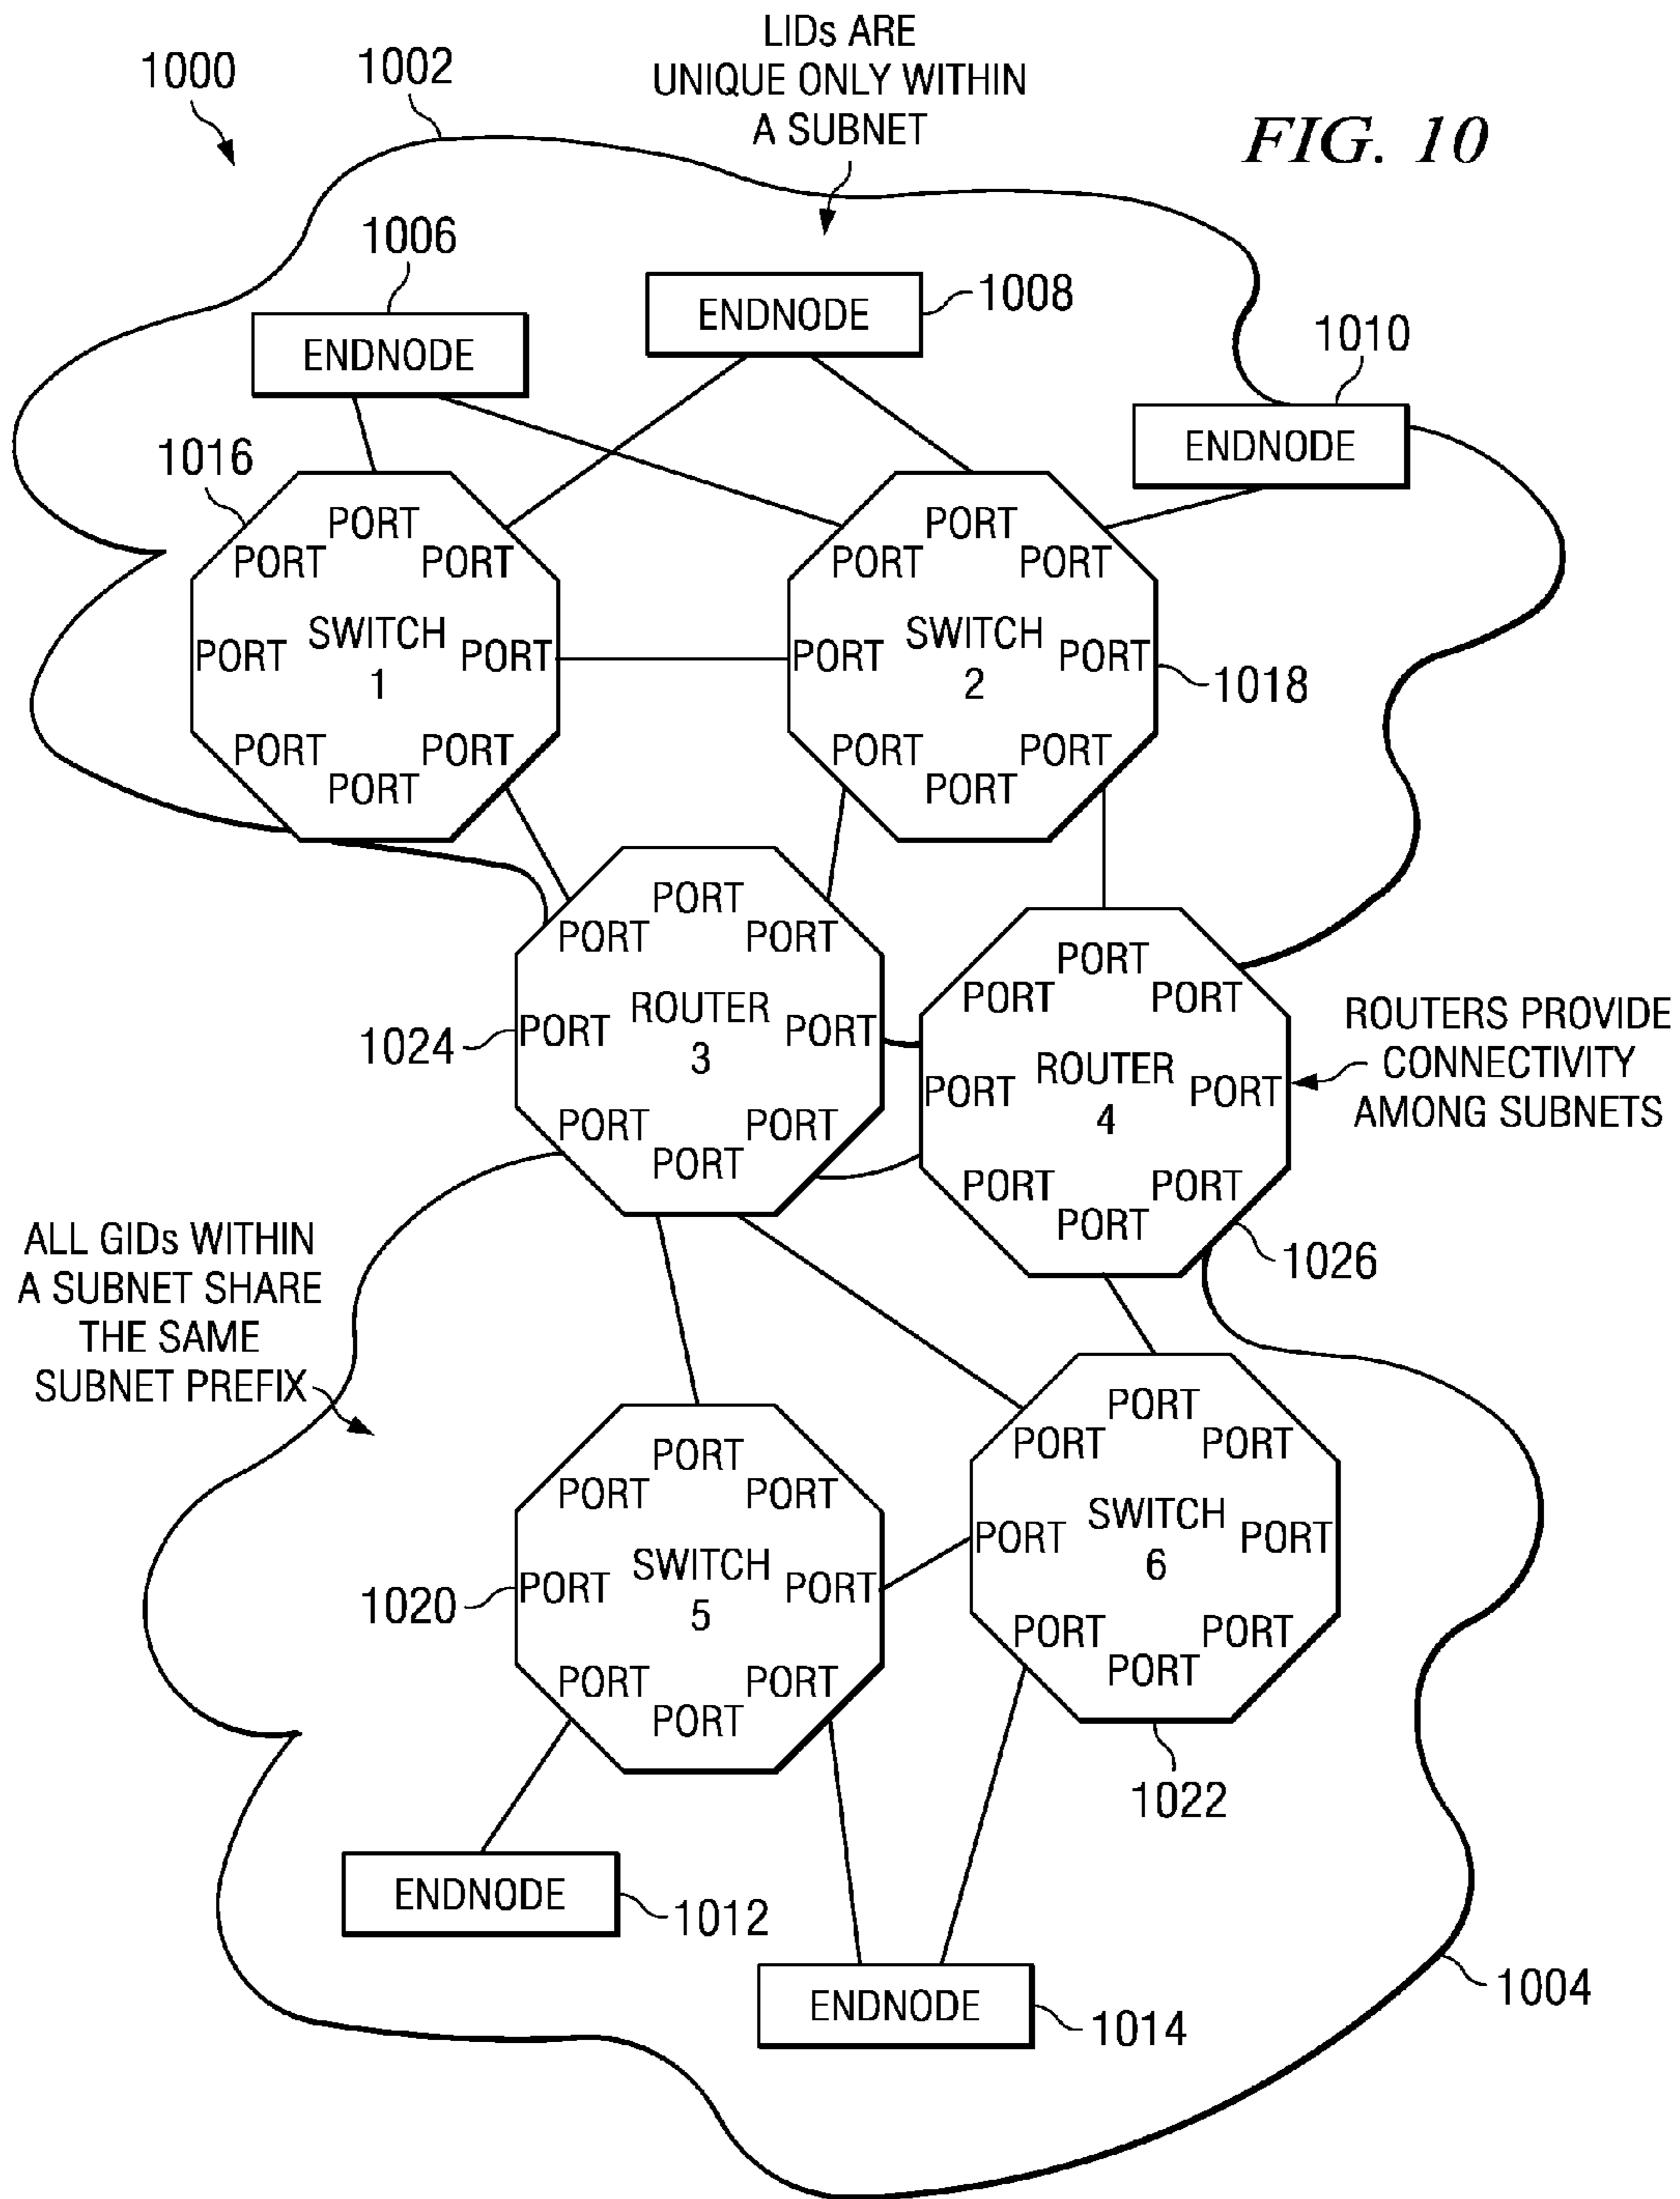 1000
1002
LIDs ARE
UNIQUE ONLY WITHIN
A SUBNET
FIG. 10
1006
ENDNODE
ENDNODE
1008
1010
ENDNODE
1016
PORT
PORT
PORT
PORT
SWITCH
1
PORT
PORT
PORT
PORT
PORT
PORT
PORT
PORT
SWITCH
2
PORT
PORT
PORT
PORT
1018
PORT
PORT
PORT
1024
PORT
ROUTER
3
PORT
PORT
PORT
PORT
PORT
PORT
PORT
PORT
ROUTER
4
PORT
PORT
PORT
PORT
ROUTERS PROVIDE
CONNECTIVITY
AMONG SUBNETS
1026
ALL GIDs WITHIN
A SUBNET SHARE
THE SAME
SUBNET PREFIX
PORT
PORT
PORT
1020
PORT
SWITCH
5
PORT
PORT
PORT
PORT
PORT
PORT
PORT
PORT
SWITCH
6
PORT
PORT
PORT
PORT
1022
ENDNODE
1012
ENDNODE
1014
1004